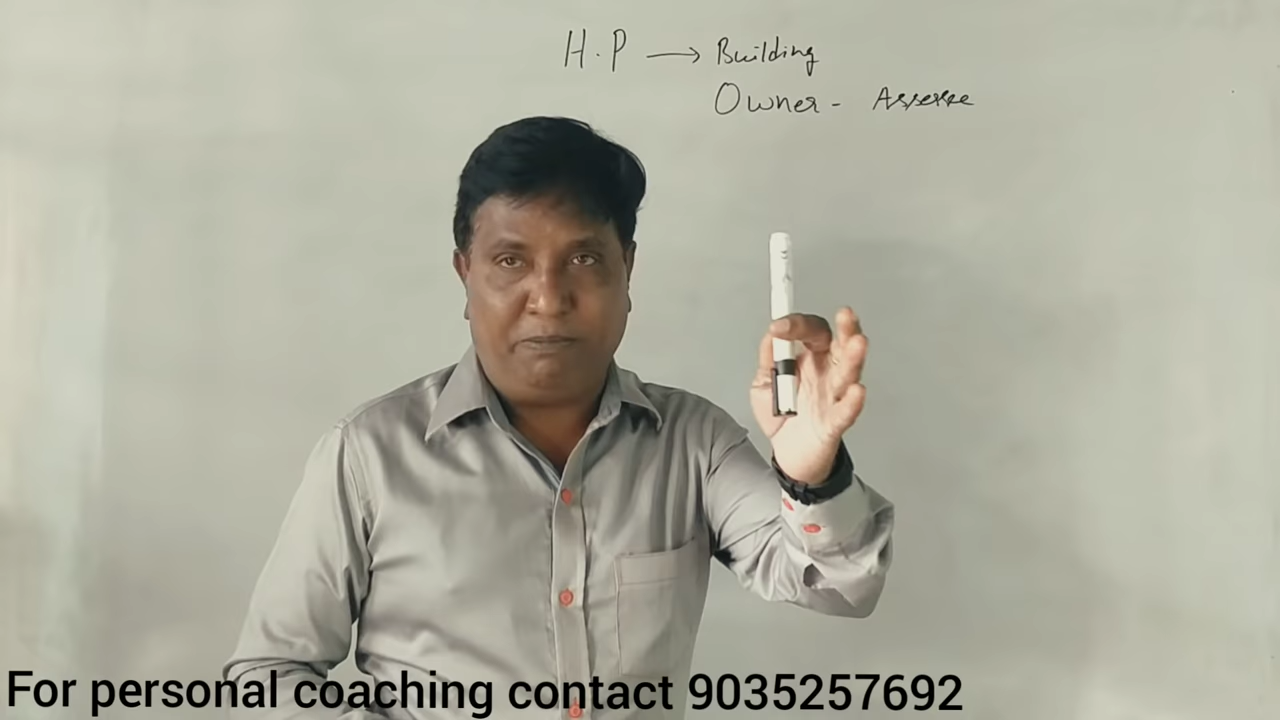 H.P → Building
Owner - Assesse
For personal coaching contact 9035257692